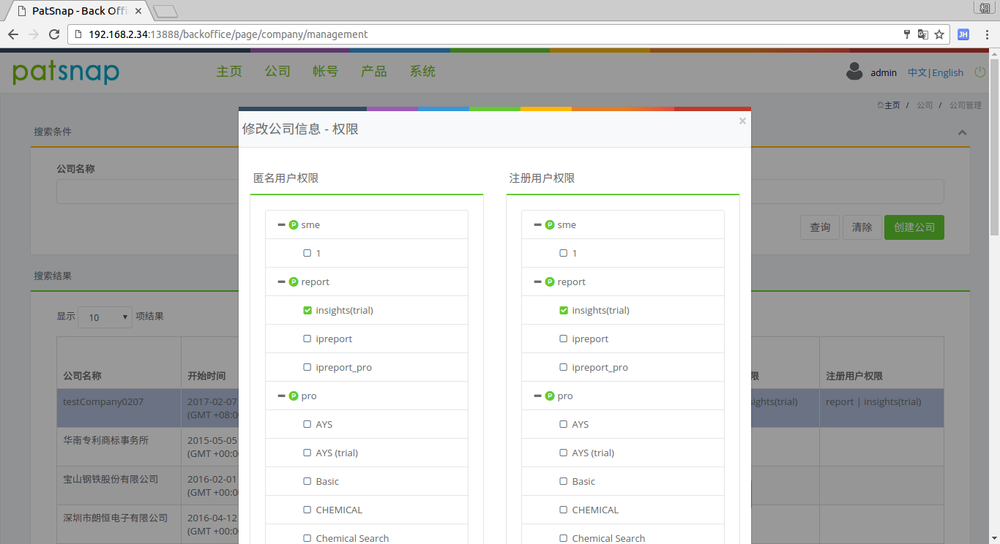 PatSnap - Back Offi
192.168.2.34:13888/backoffice/page/company/management
JH
patsnap
主页 公司 帐号 产品 系统
admin 中文|English
主页 / 公司 / 公司管理
搜索条件
公司名称
查询 清除 创建公司
搜索结果
显示 10 项结果
公司名称 开始时间 限 注册用户权限
testCompany0207 2017-02-07 sights(trial) report | insights(trial)
(GMT +08:0
华南专利商标事务所 2015-05-05
(GMT +00:0
宝山钢铁股份有限公司 2016-02-01
(GMT +00:0
深圳市朗恒电子有限公司 2016-04-12
(GMT +00:0
修改公司信息 - 权限 ×
匿名用户权限
P sme
1
P report
insights(trial)
ipreport
ipreport_pro
P pro
AYS
AYS (trial)
Basic
CHEMICAL
Chemical Search
注册用户权限
P sme
1
P report
insights(trial)
ipreport
ipreport_pro
P pro
AYS
AYS (trial)
Basic
CHEMICAL
Chemical Search